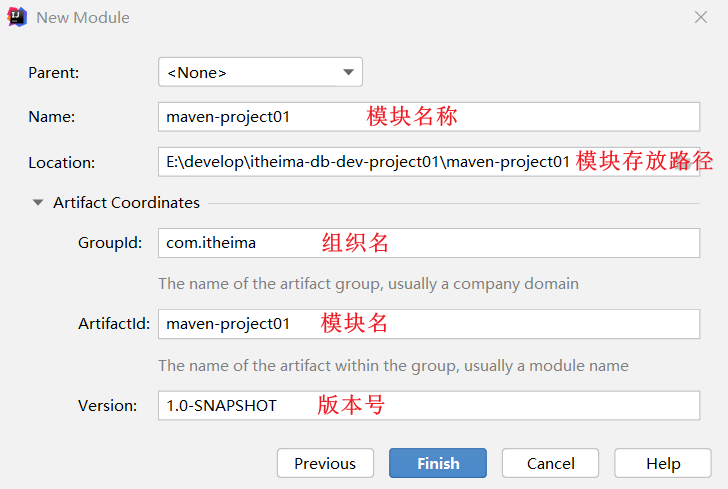 New Module
Parent: <None>
Name: maven-project01 模块名称
Location: E:\develop\itheima-db-dev-project01\maven-project01 模块存放路径
Artifact Coordinates
GroupId: com.itheima 组织名
The name of the artifact group, usually a company domain
ArtifactId: maven-project01 模块名
The name of the artifact within the group, usually a module name
Version: 1.0-SNAPSHOT 版本号
Previous Finish Cancel Help